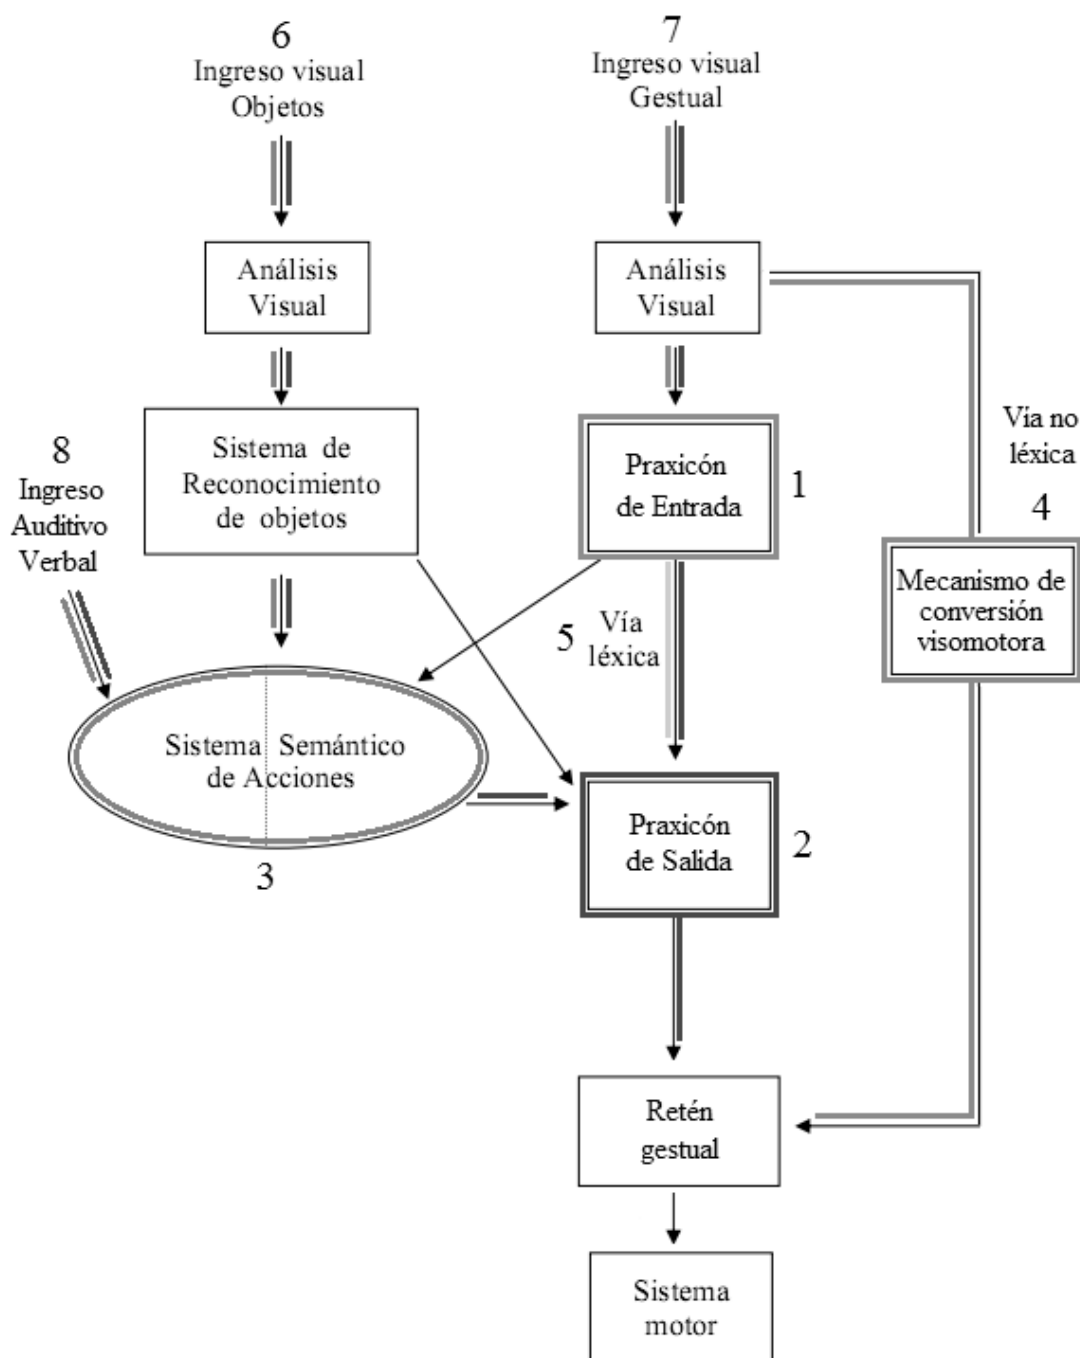 6
Ingreso visual
Objetos
7
Ingreso visual
Gestual
Análisis
Visual
Análisis
Visual
Sistema de
Reconocimiento
de objetos
8
Ingreso
Auditivo
Verbal
Praxicón
de Entrada
1
Vía no
léxica
4
Mecanismo de
conversión
visomotora
5
Vía
léxica
Sistema Semántico
de Acciones
3
Praxicón
de Salida
2
Retén
gestual
Sistema
motor